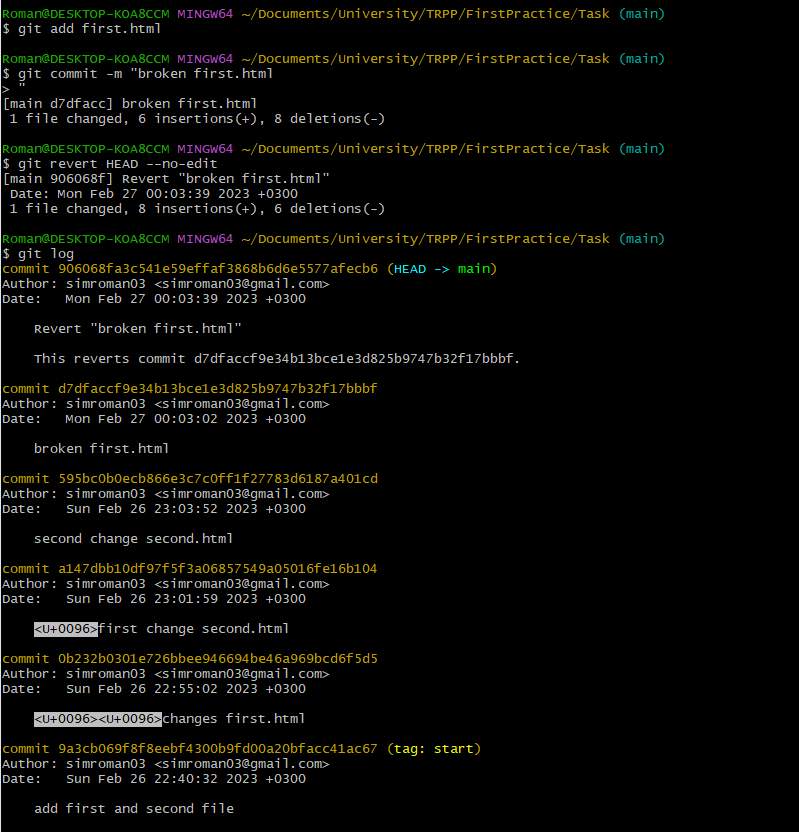 Roman@DESKTOP-KOA8CCM MINGW64 ~/Documents/University/TRPP/FirstPractice/Task (main)
$ git add first.html
Roman@DESKTOP-KOA8CCM MINGW64 ~/Documents/University/TRPP/FirstPractice/Task (main)
$ git commit -m "broken first.html
> "
[main d7dfacc] broken first.html
 1 file changed, 6 insertions(+), 8 deletions(-)
Roman@DESKTOP-KOA8CCM MINGW64 ~/Documents/University/TRPP/FirstPractice/Task (main)
$ git revert HEAD --no-edit
[main 906068f] Revert "broken first.html"
 Date: Mon Feb 27 00:03:39 2023 +0300
 1 file changed, 8 insertions(+), 6 deletions(-)
Roman@DESKTOP-KOA8CCM MINGW64 ~/Documents/University/TRPP/FirstPractice/Task (main)
$ git log
commit 906068fa3c541e59effaf3868b6d6e5577afecb6 (HEAD -> main)
Author: simroman03 <simroman03@gmail.com>
Date:   Mon Feb 27 00:03:39 2023 +0300
    Revert "broken first.html"
    This reverts commit d7dfaccf9e34b13bce1e3d825b9747b32f17bbbf.
commit d7dfaccf9e34b13bce1e3d825b9747b32f17bbbf
Author: simroman03 <simroman03@gmail.com>
Date:   Mon Feb 27 00:03:02 2023 +0300
    broken first.html
commit 595bc0b0ecb866e3c7c0ff1f27783d6187a401cd
Author: simroman03 <simroman03@gmail.com>
Date:   Sun Feb 26 23:03:52 2023 +0300
    second change second.html
commit a147dbb10df97f5f3a06857549a05016fe16b104
Author: simroman03 <simroman03@gmail.com>
Date:   Sun Feb 26 23:01:59 2023 +0300
    <U+0096>first change second.html
commit 0b232b0301e726bbee946694be46a969bcd6f5d5
Author: simroman03 <simroman03@gmail.com>
Date:   Sun Feb 26 22:55:02 2023 +0300
    <U+0096><U+0096>changes first.html
commit 9a3cb069f8f8eebf4300b9fd00a20bfacc41ac67 (tag: start)
Author: simroman03 <simroman03@gmail.com>
Date:   Sun Feb 26 22:40:32 2023 +0300
    add first and second file